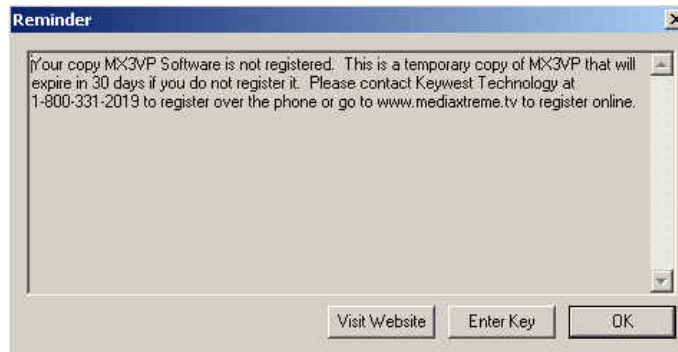 Reminder
Your copy MX3VP Software is not registered. This is a temporary copy of MX3VP that will
expire in 30 days if you do not register it. Please contact Keywest Technology at
1-800-331-2019 to register over the phone or go to www.mediaxtreme.tv to register online.
Visit Website
Enter Key
OK